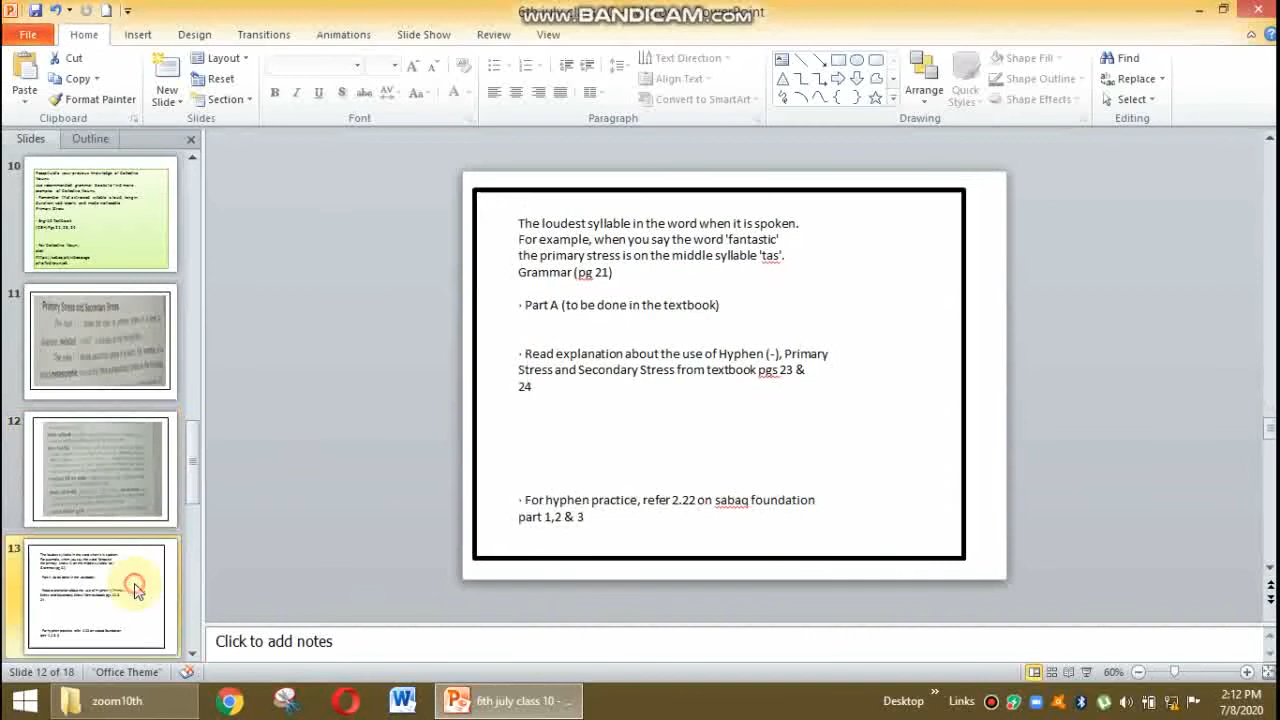 www.BANDICAM.com
File Home Insert Design Transitions Animations Slide Show Review View
Paste
Cut
Copy
Format Painter
Clipboard
New Slide
Layout
Reset
Section
Slides
Font
Text Direction
Align Text
Convert to SmartArt
Paragraph
Arrange
Quick Styles
Shape Fill
Shape Outline
Shape Effects
Drawing
Find
Replace
Select
Editing
Slides Outline
10
11
Primary Stress and Secondary Stress
12
13
The loudest syllable in the word when it is spoken.
For example, when you say the word 'fantastic'
the primary stress is on the middle syllable 'tas'.
Grammar (pg 21)
· Part A (to be done in the textbook)
· Read explanation about the use of Hyphen (-), Primary
Stress and Secondary Stress from textbook pgs 23 &
24
· For hyphen practice, refer 2.22 on sabaq foundation
part 1,2 & 3
Click to add notes
Slide 12 of 18 "Office Theme" 60%
zoom10th
6th july class 10 - ...
Desktop » Links
2:12 PM
7/8/2020